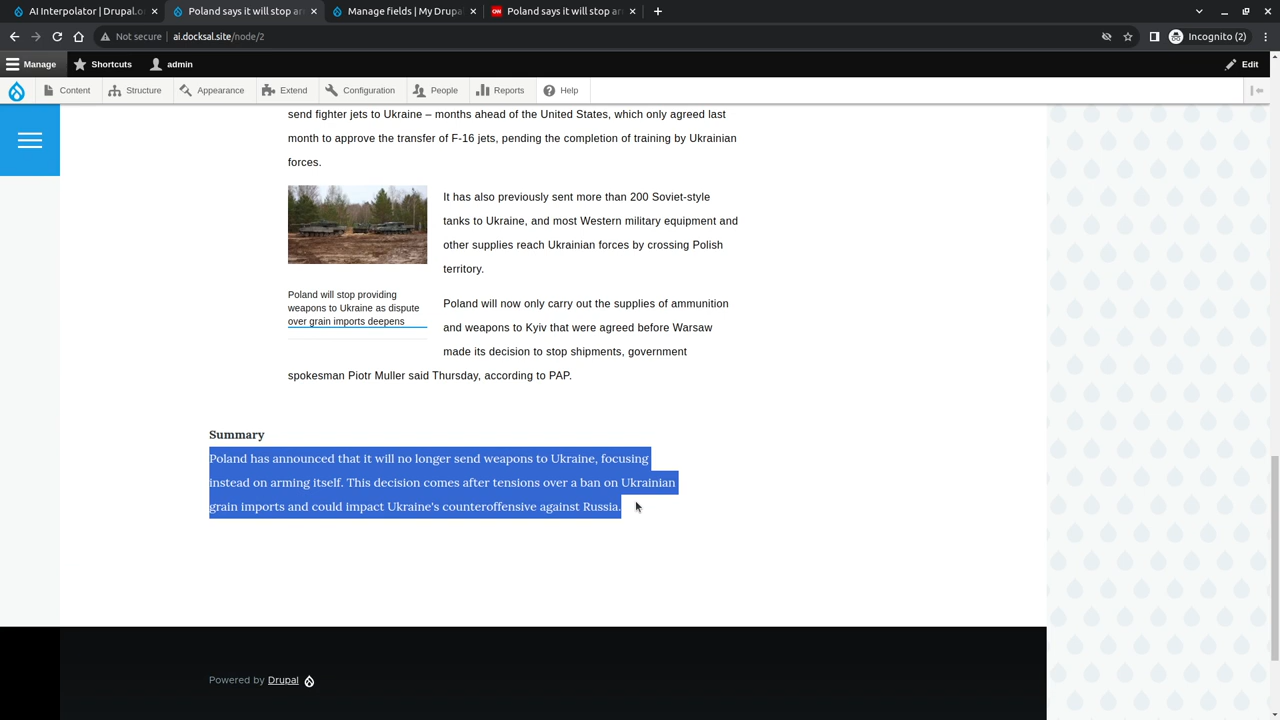 AI Interpolator | Drupal.or
Poland says it will stop ar
Manage fields | My Drupal
Poland says it will stop ar
Not secure
ai.docksal.site/node/2
Incognito (2)
Manage
Shortcuts
admin
Edit
Content
Structure
Appearance
Extend
Configuration
People
Reports
Help
send fighter jets to Ukraine – months ahead of the United States, which only agreed last
month to approve the transfer of F-16 jets, pending the completion of training by Ukrainian
forces.
It has also previously sent more than 200 Soviet-style
tanks to Ukraine, and most Western military equipment and
other supplies reach Ukrainian forces by crossing Polish
territory.
Poland will stop providing
weapons to Ukraine as dispute
over grain imports deepens
Poland will now only carry out the supplies of ammunition
and weapons to Kyiv that were agreed before Warsaw
made its decision to stop shipments, government
spokesman Piotr Muller said Thursday, according to PAP.
Summary
Poland has announced that it will no longer send weapons to Ukraine, focusing
instead on arming itself. This decision comes after tensions over a ban on Ukrainian
grain imports and could impact Ukraine's counteroffensive against Russia.
Powered by Drupal